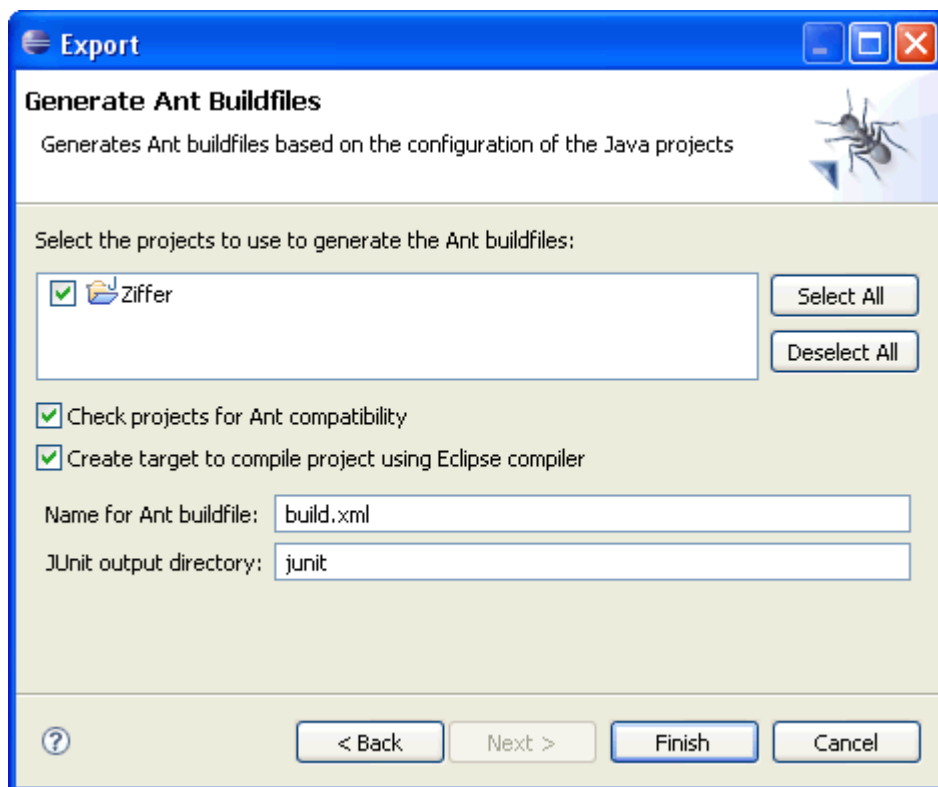 Export
Generate Ant Buildfiles
Generates Ant buildfiles based on the configuration of the Java projects
Select the projects to use to generate the Ant buildfiles:
Ziffer
Select All
Deselect All
Check projects for Ant compatibility
Create target to compile project using Eclipse compiler
Name for Ant buildfile: build.xml
JUnit output directory: junit
? < Back Next > Finish Cancel